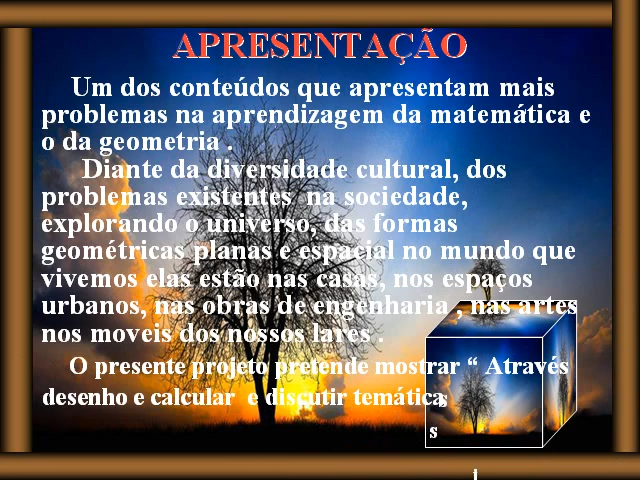 APRESENTAÇÃO
Um dos conteúdos que apresentam mais
problemas na aprendizagem da matemática e
o da geometria .
Diante da diversidade cultural, dos
problemas existentes na sociedade,
explorando o universo, das formas
geométricas planas e espacial no mundo que
vivemos elas estão nas casas, nos espaços
urbanos, nas obras de engenharia , nas artes
nos moveis dos nossos lares .
O presente projeto pretende mostrar “ Através
desenho e calcular e discutir temática
s
s